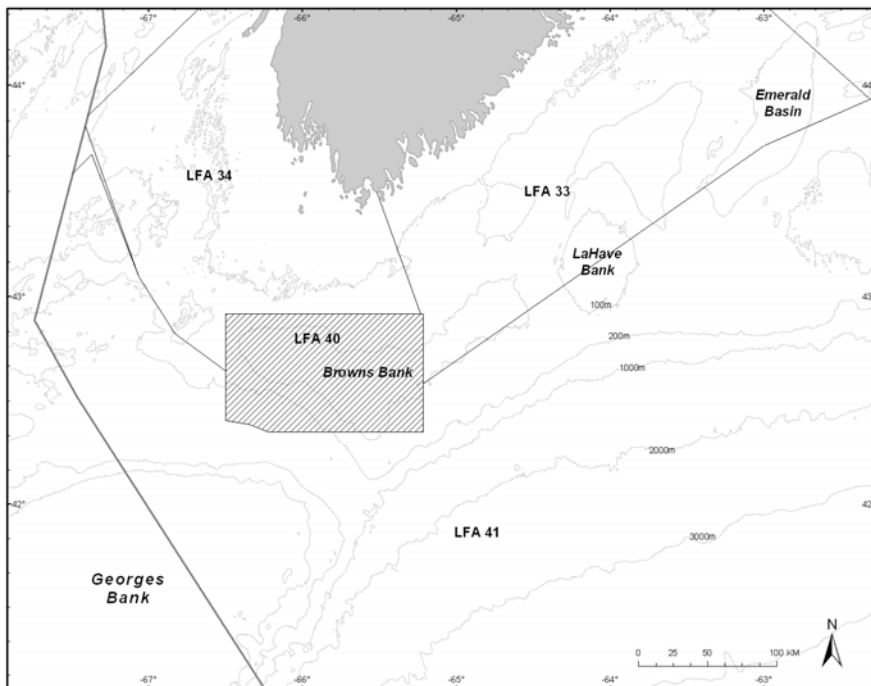 -67° -66° -65° -64° -63°
44° 44
Emerald
Basin
LFA 34
LFA 33
LaHave
Bank
43° 43
100m
LFA 40
200m
Browns Bank
1000m
2000m
42° 42
LFA 41
3000m
Georges
Bank
N
0 25 50 100 KM
-67° -66° -65° -64° -63°